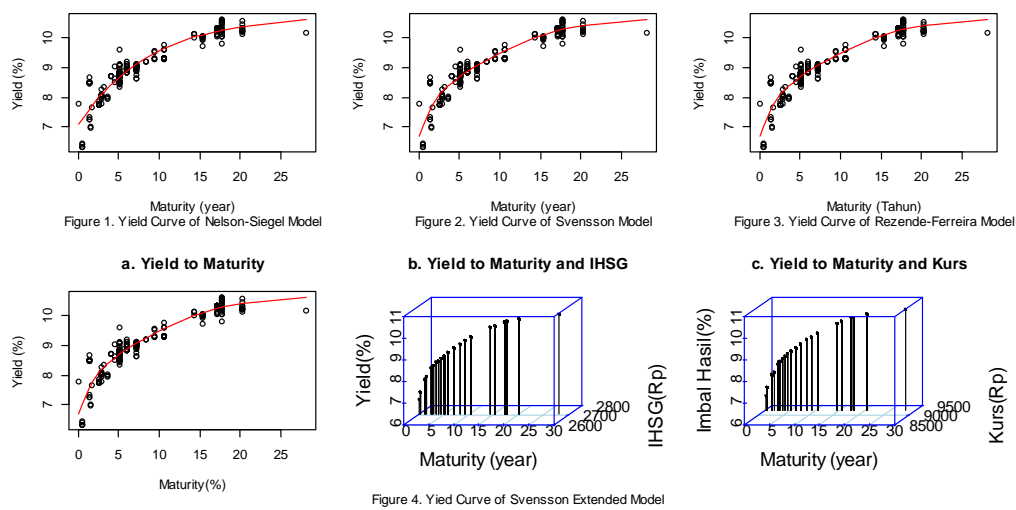 Yield (%)
10
9
8
7
0 5 10 15 20 25
Maturity (year)
Figure 1. Yield Curve of Nelson-Siegel Model
Yield (%)
10
9
8
7
0 5 10 15 20 25
Maturity (year)
Figure 2. Yield Curve of Svensson Model
Yield (%)
10
9
8
7
0 5 10 15 20 25
Maturity (Tahun)
Figure 3. Yield Curve of Rezende-Ferreira Model
a. Yield to Maturity
Yield (%)
10
9
8
7
0 5 10 15 20 25
Maturity(%)
b. Yield to Maturity and IHSG
Yield(%)
11
10
9
8
7
6
0 5 10 15 20 25 30
Maturity (year)
2600
2700
2800
IHSG(Rp)
c. Yield to Maturity and Kurs
Imbal Hasil(%)
11
10
9
8
7
6
0 5 10 15 20 25 30
Maturity (year)
8500
9000
9500
Kurs(Rp)
Figure 4. Yied Curve of Svensson Extended Model